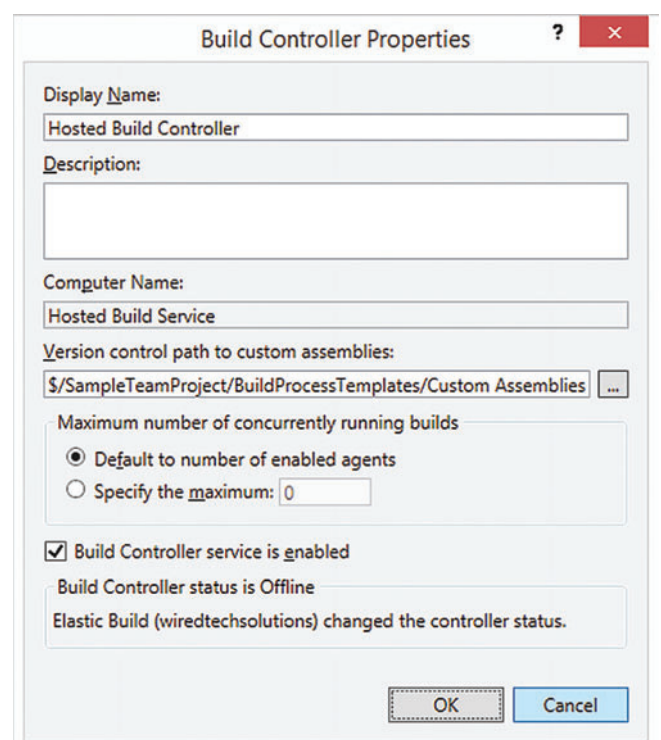 Build Controller Properties
? ×
Display Name:
Hosted Build Controller
Description:
Computer Name:
Hosted Build Service
Version control path to custom assemblies:
$/SampleTeamProject/BuildProcessTemplates/Custom Assemblies ...
Maximum number of concurrently running builds
Default to number of enabled agents
Specify the maximum: 0
Build Controller service is enabled
Build Controller status is Offline
Elastic Build (wiredtechsolutions) changed the controller status.
OK Cancel